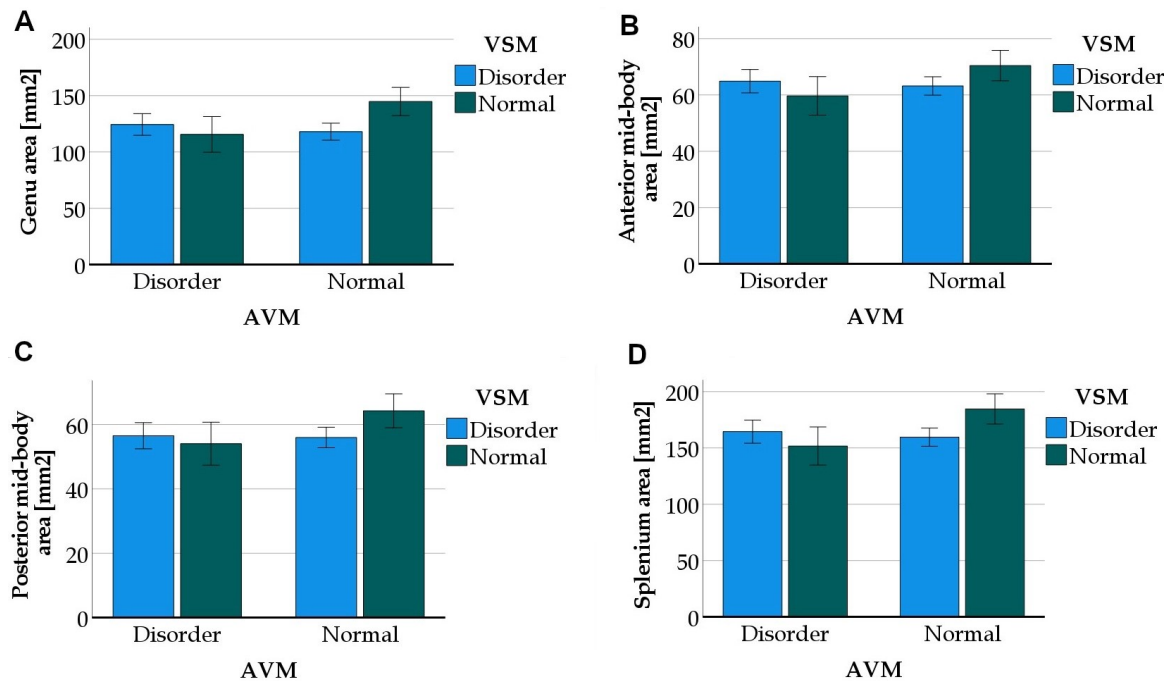 A
Genu area [mm2]
200
150
100
50
0
Disorder
Normal
AVM
VSM
Disorder
Normal
B
Anterior mid-body
area [mm2]
80
60
40
20
0
Disorder
Normal
AVM
VSM
Disorder
Normal
C
Posterior mid-body
area [mm2]
60
40
20
0
Disorder
Normal
AVM
VSM
Disorder
Normal
D
Splenium area [mm2]
200
150
100
50
0
Disorder
Normal
AVM
VSM
Disorder
Normal